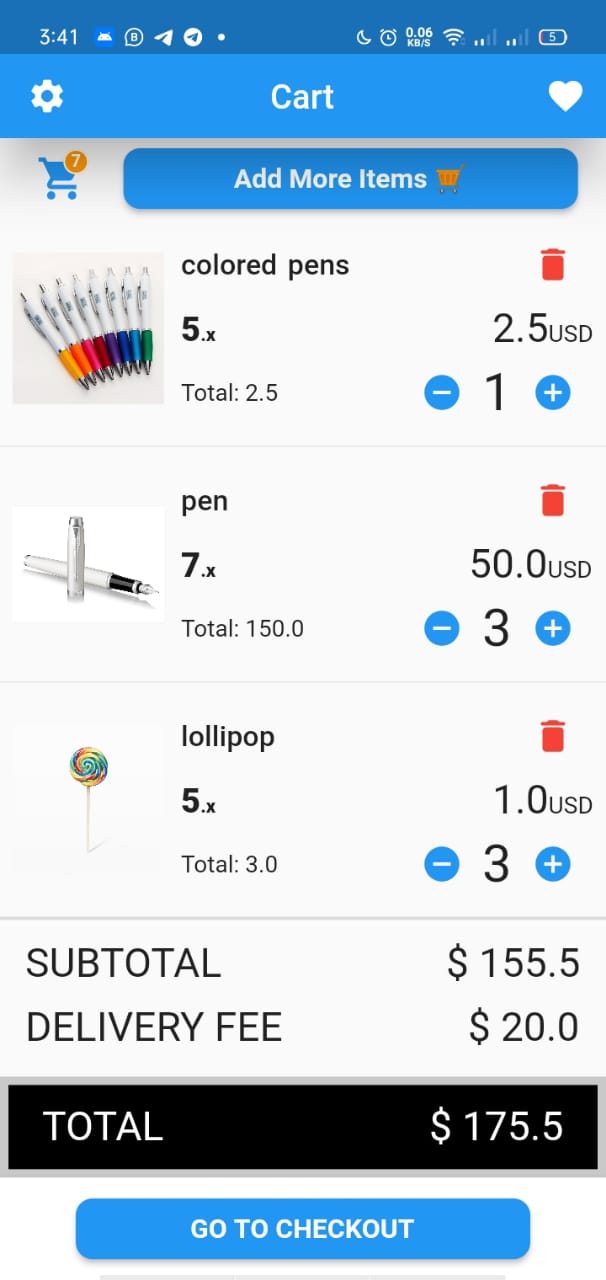 3:41 0.06 KB/S 5
Cart
7 Add More Items
colored pens
5.x 2.5USD
Total: 2.5 1
pen
7.x 50.0USD
Total: 150.0 3
lollipop
5.x 1.0USD
Total: 3.0 3
SUBTOTAL $ 155.5
DELIVERY FEE $ 20.0
TOTAL $ 175.5
GO TO CHECKOUT